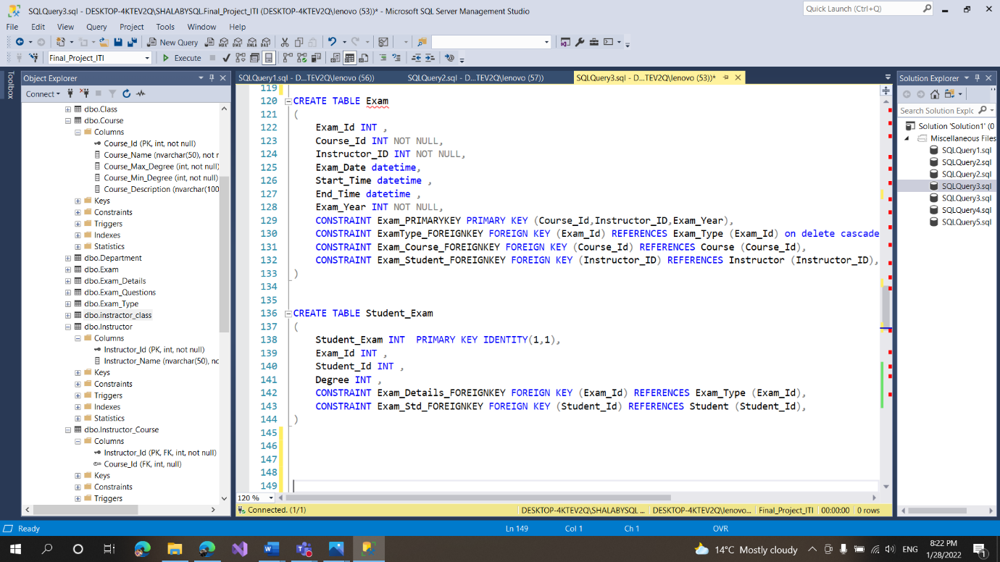 SQLQuery3.sql - DESKTOP-4KTEV2Q\SHALABYSQL.Final_Project_ITI (DESKTOP-4KTEV2Q\lenovo (53))* - Microsoft SQL Server Management Studio
Quick Launch (Ctrl+Q)
File Edit View Query Project Tools Window Help
New Query
Final_Project_ITI
Execute
Toolbox
Object Explorer
Connect
dbo.Class
dbo.Course
Columns
Course_Id (PK, int, not null)
Course_Name (nvarchar(50), not r
Course_Max_Degree (int, not null)
Course_Min_Degree (int, not null)
Course_Description (nvarchar(100
Keys
Constraints
Triggers
Indexes
Statistics
dbo.Department
dbo.Exam
dbo.Exam_Details
dbo.Exam_Questions
dbo.Exam_Type
dbo.instractor_class
dbo.Instructor
Columns
Instructor_Id (PK, int, not null)
Instructor_Name (nvarchar(50), nc
Keys
Constraints
Triggers
Indexes
Statistics
dbo.Instructor_Course
Columns
Instructor_Id (PK, FK, int, not null)
Course_Id (FK, int, null)
Keys
Constraints
Triggers
SQLQuery1.sql - D...TEV2Q\lenovo (56)) SQLQuery2.sql - D...TEV2Q\lenovo (57)) SQLQuery3.sql - D...TEV2Q\lenovo (53))*
119
120 CREATE TABLE Exam
121 (
122 Exam_Id INT ,
123 Course_Id INT NOT NULL,
124 Instructor_ID INT NOT NULL,
125 Exam_Date datetime,
126 Start_Time datetime ,
127 End_Time datetime ,
128 Exam_Year INT NOT NULL,
129 CONSTRAINT Exam_PRIMARYKEY PRIMARY KEY (Course_Id,Instructor_ID,Exam_Year),
130 CONSTRAINT ExamType_FOREIGNKEY FOREIGN KEY (Exam_Id) REFERENCES Exam_Type (Exam_Id) on delete cascade
131 CONSTRAINT Exam_Course_FOREIGNKEY FOREIGN KEY (Course_Id) REFERENCES Course (Course_Id),
132 CONSTRAINT Exam_Student_FOREIGNKEY FOREIGN KEY (Instructor_ID) REFERENCES Instructor (Instructor_ID),
133 )
134
135
136 CREATE TABLE Student_Exam
137 (
138 Student_Exam INT PRIMARY KEY IDENTITY(1,1),
139 Exam_Id INT ,
140 Student_Id INT ,
141 Degree INT ,
142 CONSTRAINT Exam_Details_FOREIGNKEY FOREIGN KEY (Exam_Id) REFERENCES Exam_Type (Exam_Id),
143 CONSTRAINT Exam_Std_FOREIGNKEY FOREIGN KEY (Student_Id) REFERENCES Student (Student_Id),
144 )
145
146
147
148
149
120 %
Connected. (1/1) DESKTOP-4KTEV2Q\SHALABYSQL ... DESKTOP-4KTEV2Q\lenovo... Final_Project_ITI 00:00:00 0 rows
Solution Explorer
Search Solution Explc
Solution 'Solution1' (0
Miscellaneous Files
SQLQuery1.sql
SQLQuery2.sql
SQLQuery2.sql
SQLQuery3.sql
SQLQuery3.sql
SQLQuery4.sql
SQLQuery5.sql
Ready Ln 149 Col 1 Ch 1 OVR
14°C Mostly cloudy ENG 8:22 PM
1/28/2022
1